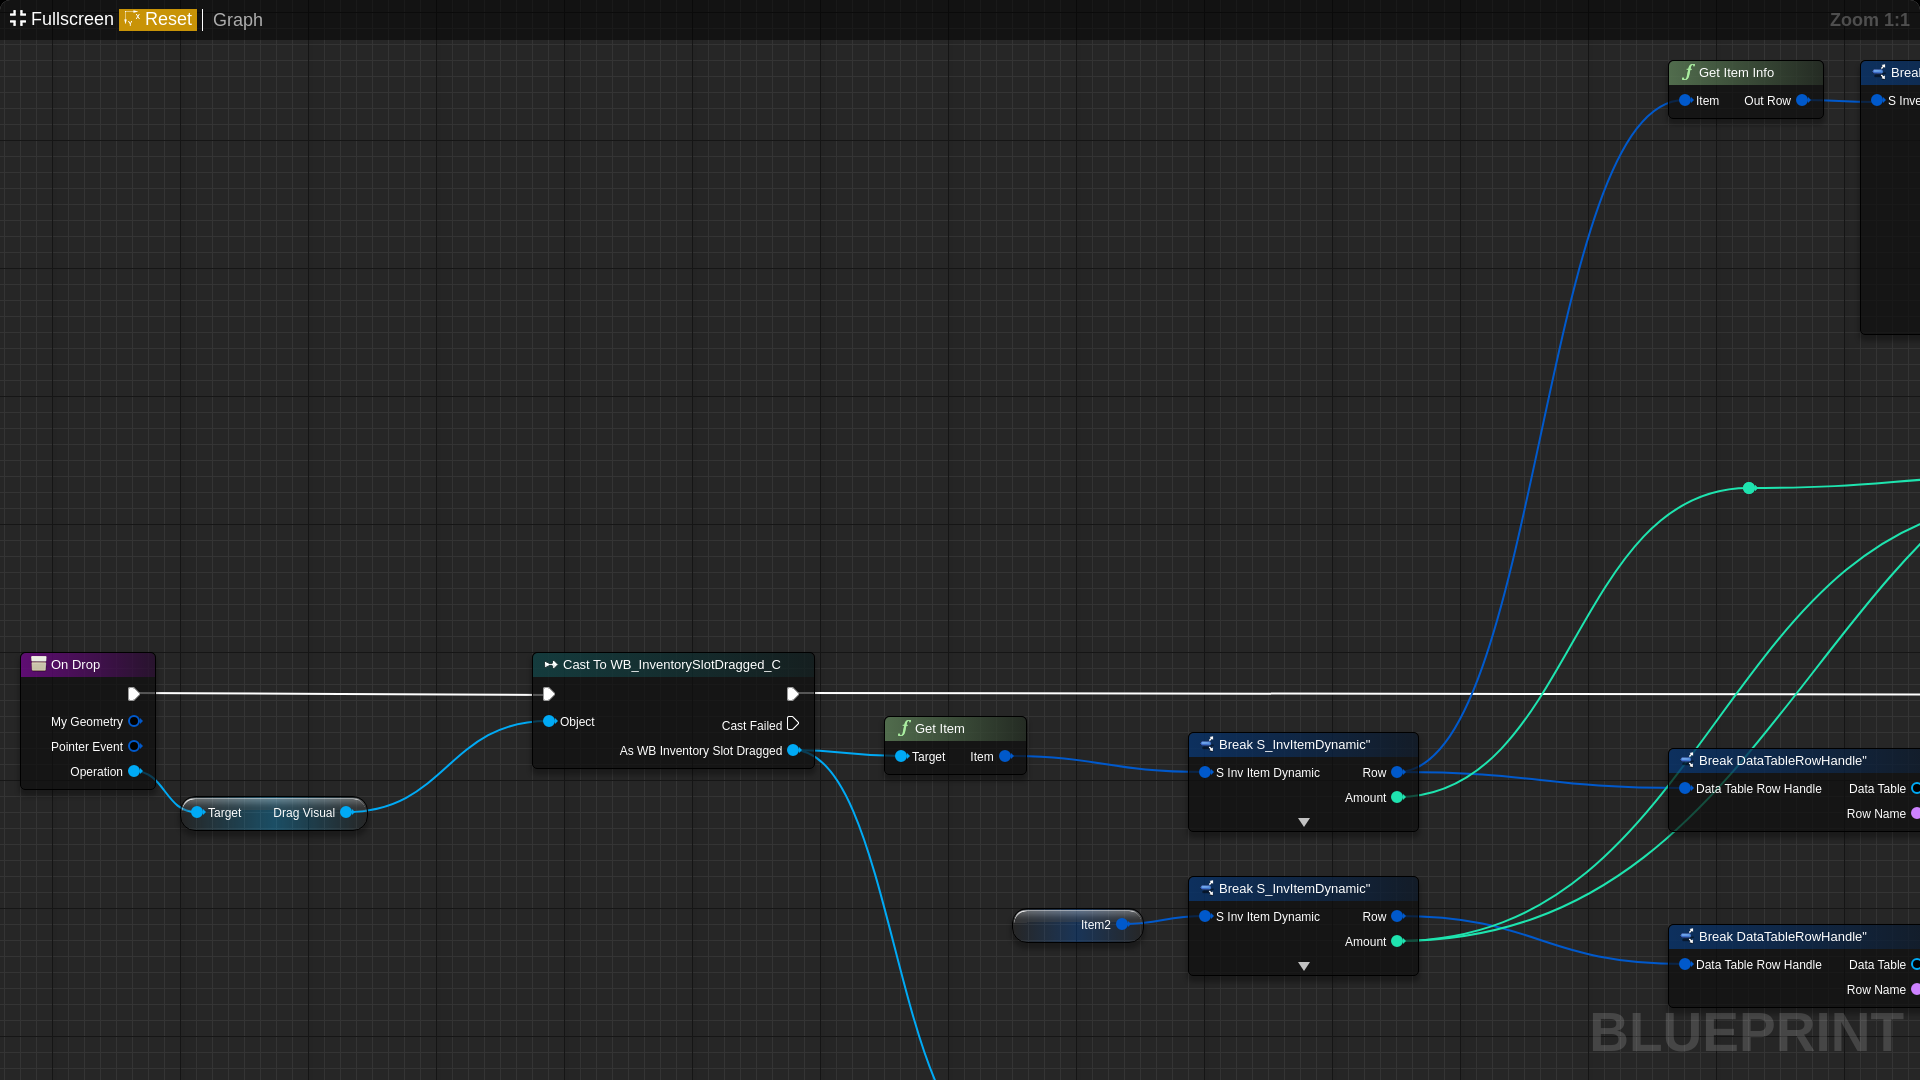 Fullscreen Reset Graph Zoom 1:1
Get Item Info
Item Out Row
Brea
S Inve
On Drop
My Geometry
Pointer Event
Operation
Target Drag Visual
Cast To WB_InventorySlotDragged_C
Object
Cast Failed
As WB Inventory Slot Dragged
Get Item
Target Item
Break S_InvItemDynamic"
S Inv Item Dynamic Row
Amount
Break DataTableRowHandle"
Data Table Row Handle Data Table
Row Name
Item2
Break S_InvItemDynamic"
S Inv Item Dynamic Row
Amount
Break DataTableRowHandle"
Data Table Row Handle Data Table
Row Name
BLUEPRINT